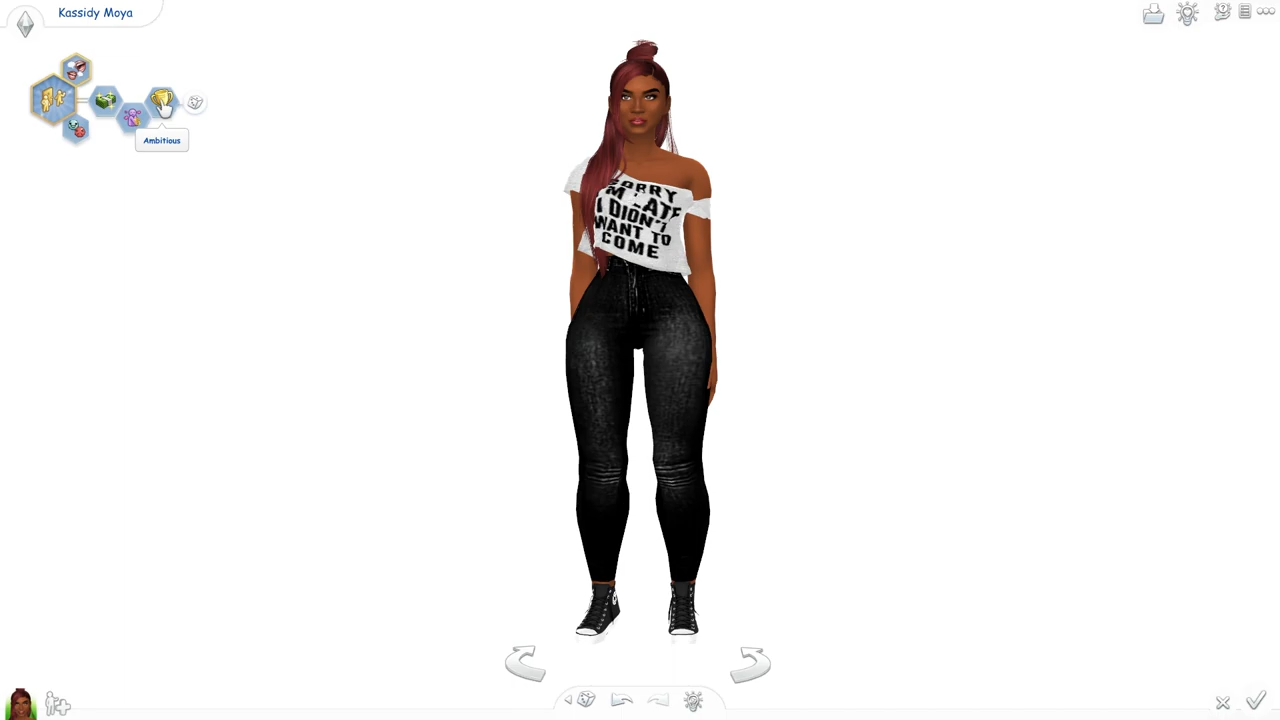 Kassidy Moya
Ambitious
SORRY
I'M LATE
I DIDN'T
WANT TO
COME